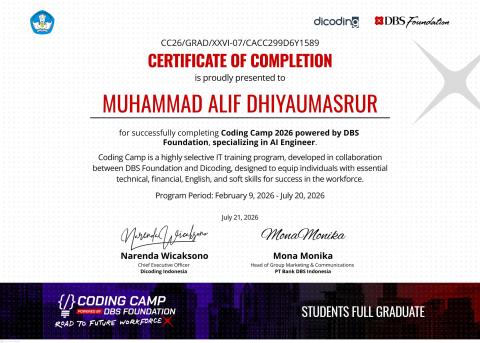 dicoding
DBS Foundation
CC26/GRAD/XXVI-07/CACC299D6Y1589
CERTIFICATE OF COMPLETION
is proudly presented to
MUHAMMAD ALIF DHIYAUMASRUR
for successfully completing Coding Camp 2026 powered by DBS
Foundation, specializing in AI Engineer.
Coding Camp is a highly selective IT training program, developed in collaboration
between DBS Foundation and Dicoding, designed to equip individuals with essential
technical, financial, English, and soft skills for success in the workforce.
Program Period: February 9, 2026 - July 20, 2026
July 21, 2026
Narenda Wicaksono
MonaMonika
Narenda Wicaksono
Mona Monika
Chief Executive Officer
Head of Group Marketing & Communications
Dicoding Indonesia
PT Bank DBS Indonesia
CODING CAMP
POWERED BY DBS FOUNDATION
ROAD TO FUTURE WORKFORCE
STUDENTS FULL GRADUATE